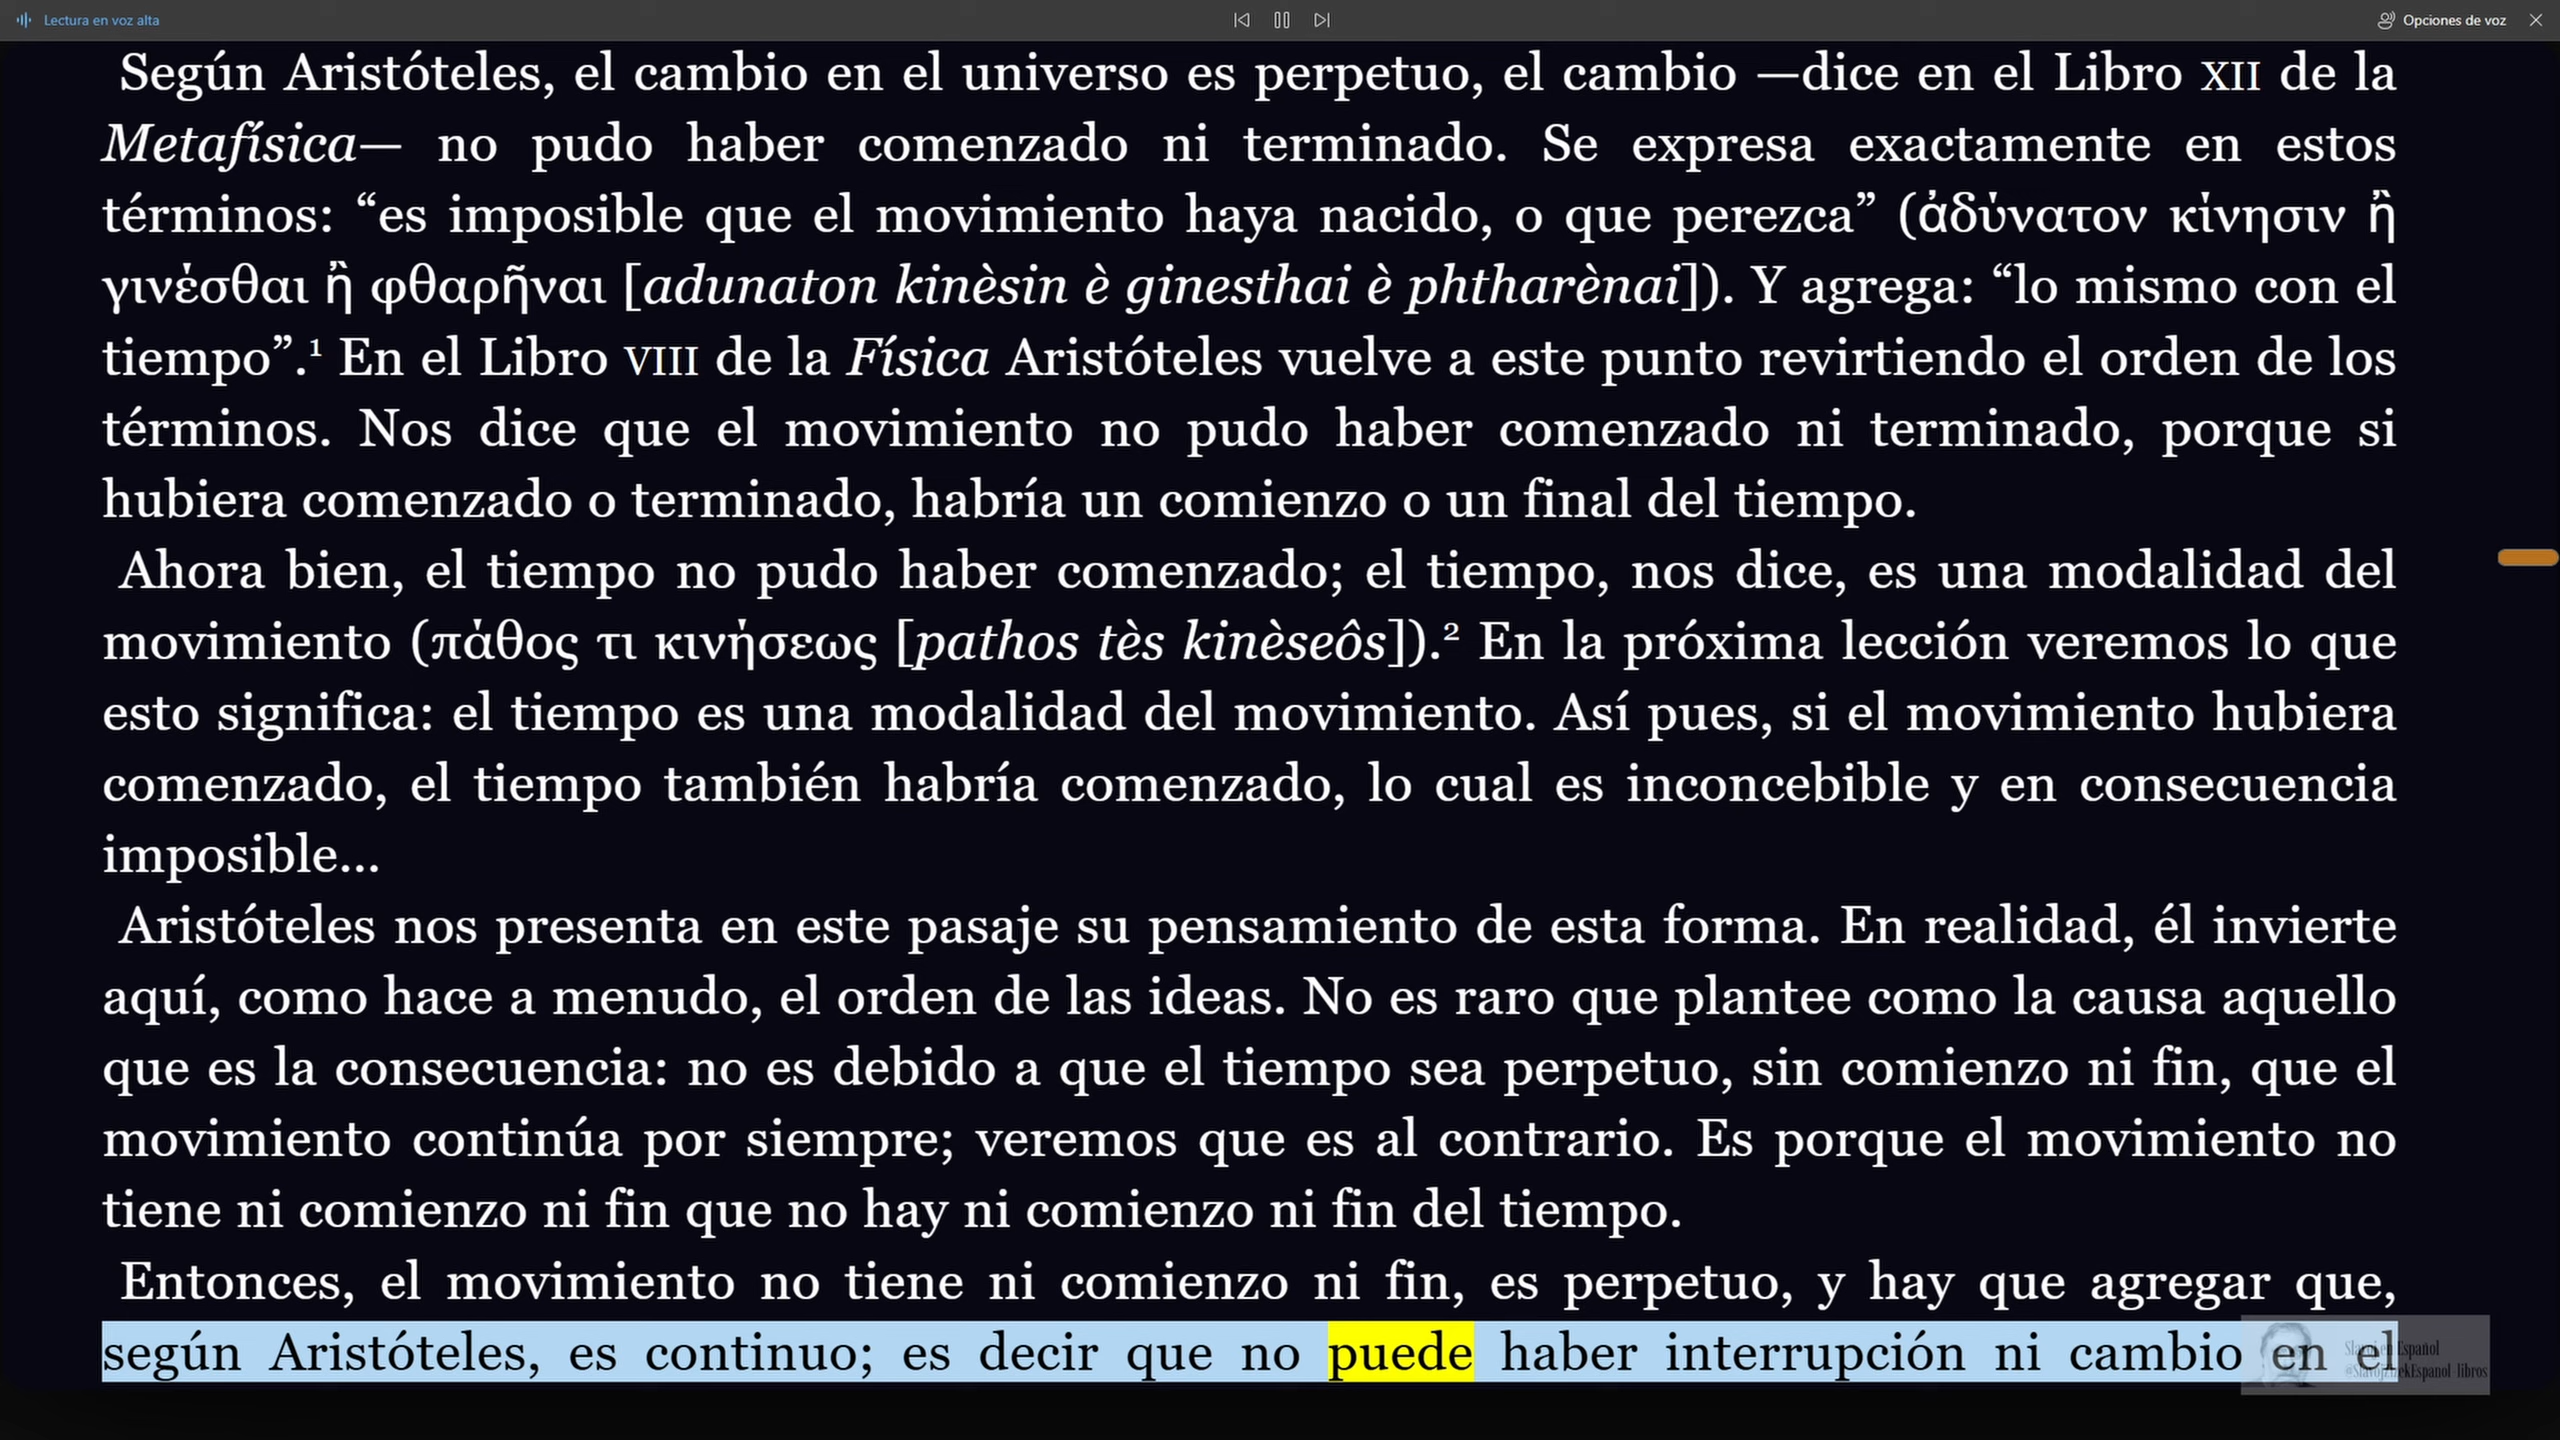 Lectura en voz alta
Opciones de voz
Según Aristóteles, el cambio en el universo es perpetuo, el cambio —dice en el Libro XII de la
Metafísica— no pudo haber comenzado ni terminado. Se expresa exactamente en estos
términos: “es imposible que el movimiento haya nacido, o que perezca” (ἀδύνατον κίνησιν ἢ
γινέσθαι ἢ φθαρῆναι [adunaton kinèsin è ginesthai è phtharènai]). Y agrega: “lo mismo con el
tiempo”.¹ En el Libro VIII de la Física Aristóteles vuelve a este punto revirtiendo el orden de los
términos. Nos dice que el movimiento no pudo haber comenzado ni terminado, porque si
hubiera comenzado o terminado, habría un comienzo o un final del tiempo.
Ahora bien, el tiempo no pudo haber comenzado; el tiempo, nos dice, es una modalidad del
movimiento (πάθος τι κινήσεως [pathos tès kinèseôs]).² En la próxima lección veremos lo que
esto significa: el tiempo es una modalidad del movimiento. Así pues, si el movimiento hubiera
comenzado, el tiempo también habría comenzado, lo cual es inconcebible y en consecuencia
imposible...
Aristóteles nos presenta en este pasaje su pensamiento de esta forma. En realidad, él invierte
aquí, como hace a menudo, el orden de las ideas. No es raro que plantee como la causa aquello
que es la consecuencia: no es debido a que el tiempo sea perpetuo, sin comienzo ni fin, que el
movimiento continúa por siempre; veremos que es al contrario. Es porque el movimiento no
tiene ni comienzo ni fin que no hay ni comienzo ni fin del tiempo.
Entonces, el movimiento no tiene ni comienzo ni fin, es perpetuo, y hay que agregar que,
según Aristóteles, es continuo; es decir que no puede haber interrupción ni cambio en el
Español